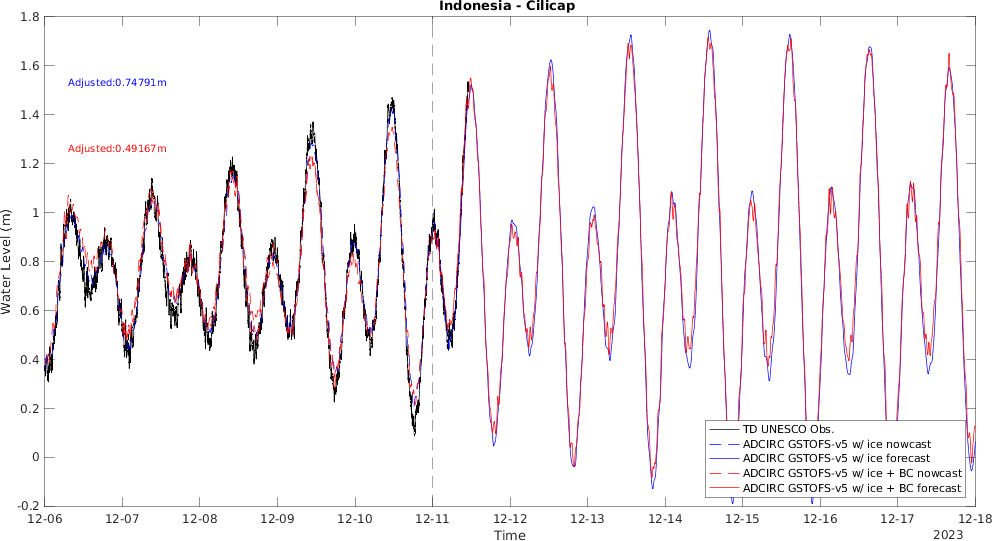 Indonesia - Cilicap
1.8
1.6
1.4
1.2
1
0.8
0.6
0.4
0.2
0
-0.2
Water Level (m)
Adjusted:0.74791m
Adjusted:0.49167m
TD UNESCO Obs.
ADCIRC GSTOFS-v5 w/ ice nowcast
ADCIRC GSTOFS-v5 w/ ice forecast
ADCIRC GSTOFS-v5 w/ ice + BC nowcast
ADCIRC GSTOFS-v5 w/ ice + BC forecast
12-06 12-07 12-08 12-09 12-10 12-11 12-12 12-13 12-14 12-15 12-16 12-17 12-18
Time
2023